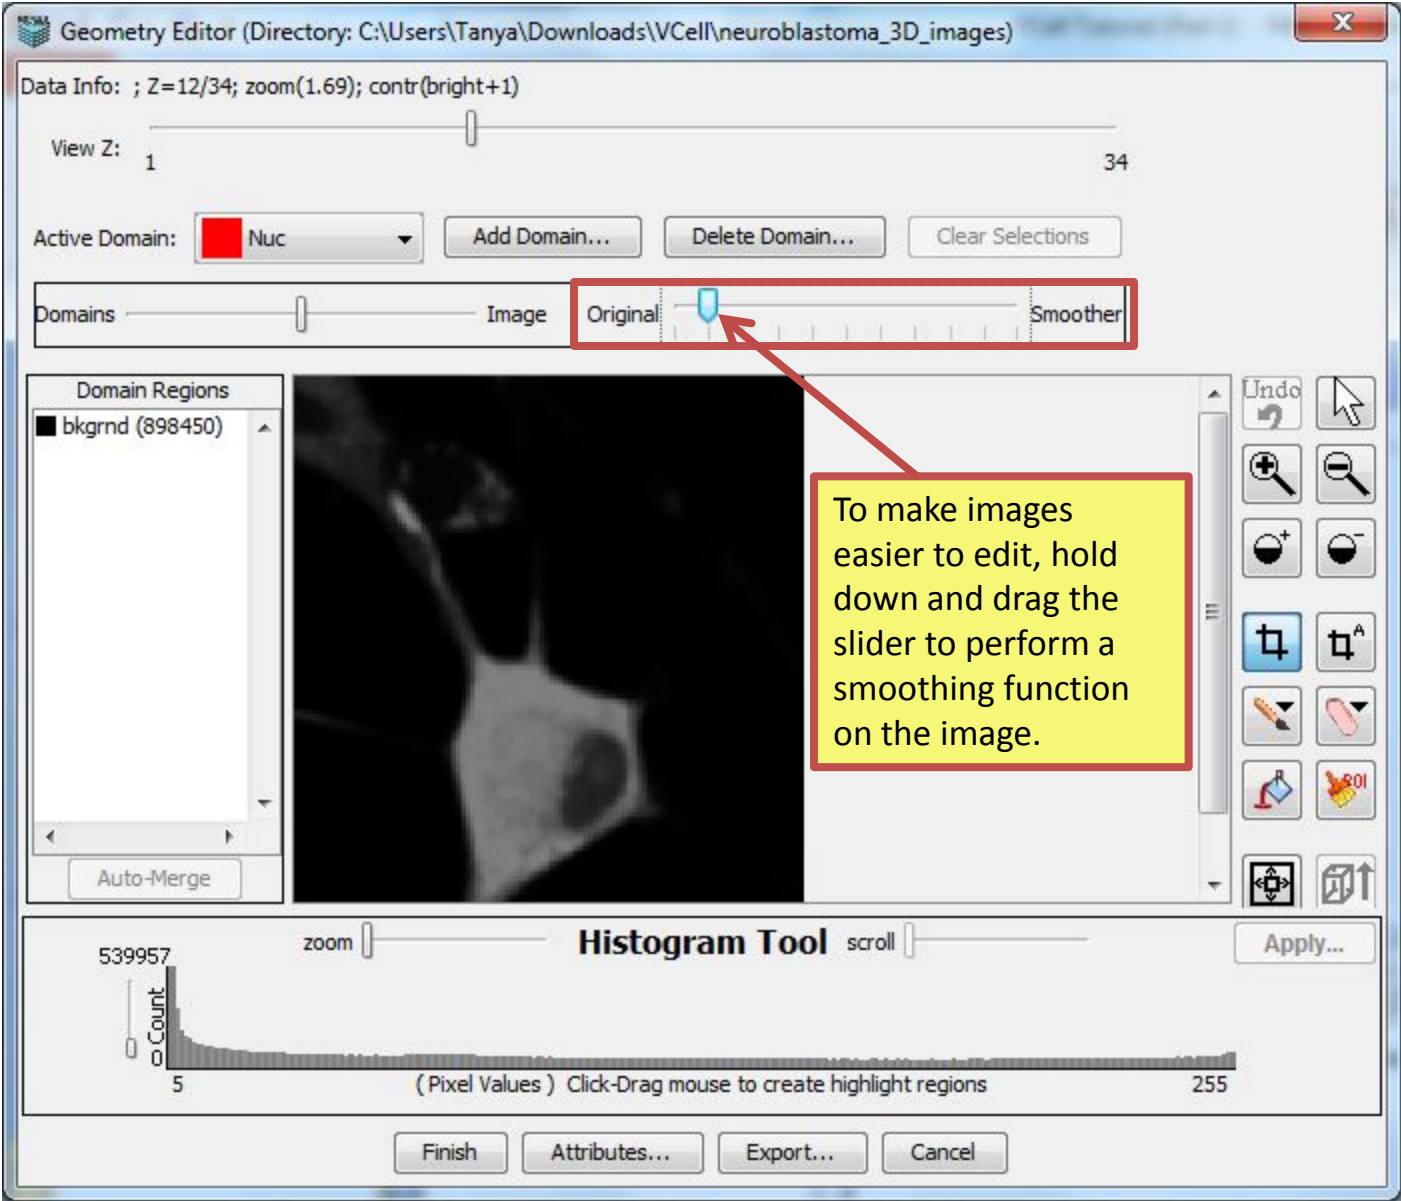 Geometry Editor (Directory: C:\Users\Tanya\Downloads\VCell\neuroblastoma_3D_images)
Data Info: ; Z=12/34; zoom(1.69); contr(bright+1)
View Z:
1
34
Active Domain:
Nuc
Add Domain...
Delete Domain...
Clear Selections
Domains
Image
Original
Smoother
Domain Regions
bkgrnd (898450)
Auto-Merge
Undo
A
ROI
To make images
easier to edit, hold
down and drag the
slider to perform a
smoothing function
on the image.
zoom
Histogram Tool
scroll
Apply...
539957
0 Count
5
( Pixel Values ) Click-Drag mouse to create highlight regions
255
Finish
Attributes...
Export...
Cancel